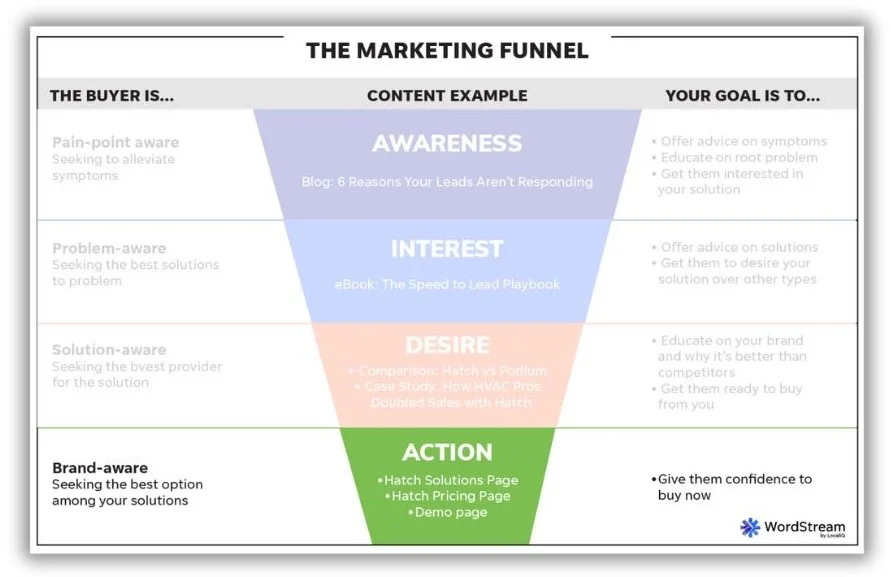 THE MARKETING FUNNEL
THE BUYER IS...
CONTENT EXAMPLE
YOUR GOAL IS TO...
Pain-point aware
Seeking to alleviate
symptoms
AWARENESS
Blog: 6 Reasons Your Leads Aren't Responding
• Offer advice on symptoms
• Educate on root problem
• Get them interested in
your solution
Problem-aware
Seeking the best solutions
to problem
INTEREST
eBook: The Speed to Lead Playbook
• Offer advice on solutions
• Get them to desire your
solution over other types
Solution-aware
Seeking the bvest provider
for the solution
DESIRE
• Comparison: Hatch vs Podium
• Case Study: How HVAC Pros
Doubled Sales with Hatch
• Educate on your brand
and why it's better than
competitors
• Get them ready to buy
from you
Brand-aware
Seeking the best option
among your solutions
ACTION
• Hatch Solutions Page
• Hatch Pricing Page
• Demo page
• Give them confidence to
buy now
WordStream
by LocaliQ